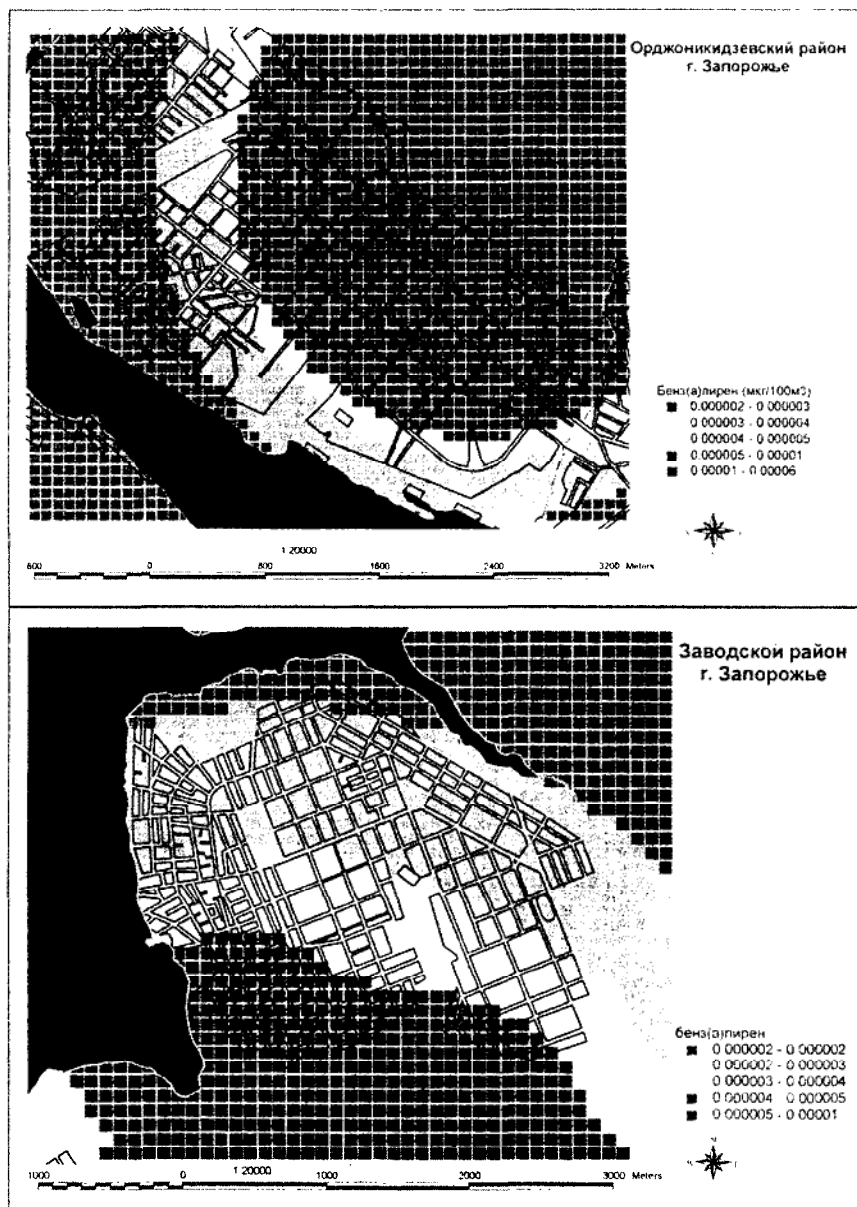 Орджоникидзевский район
г. Запорожье
Бенз(а)пирен (мкг/100м3)
0.000002 - 0.000003
0.000003 - 0.000004
0.000004 - 0.000005
0.000005 - 0.00001
0.00001 - 0.00006
1:20000
800 0 800 1600 2400 3200 Meters
Заводской район
г. Запорожье
бенз(а)пирен
0.000002 - 0.000002
0.000002 - 0.000003
0.000003 - 0.000004
0.000004 - 0.000005
0.000005 - 0.00001
1:20000
1000 0 1000 2000 3000 Meters